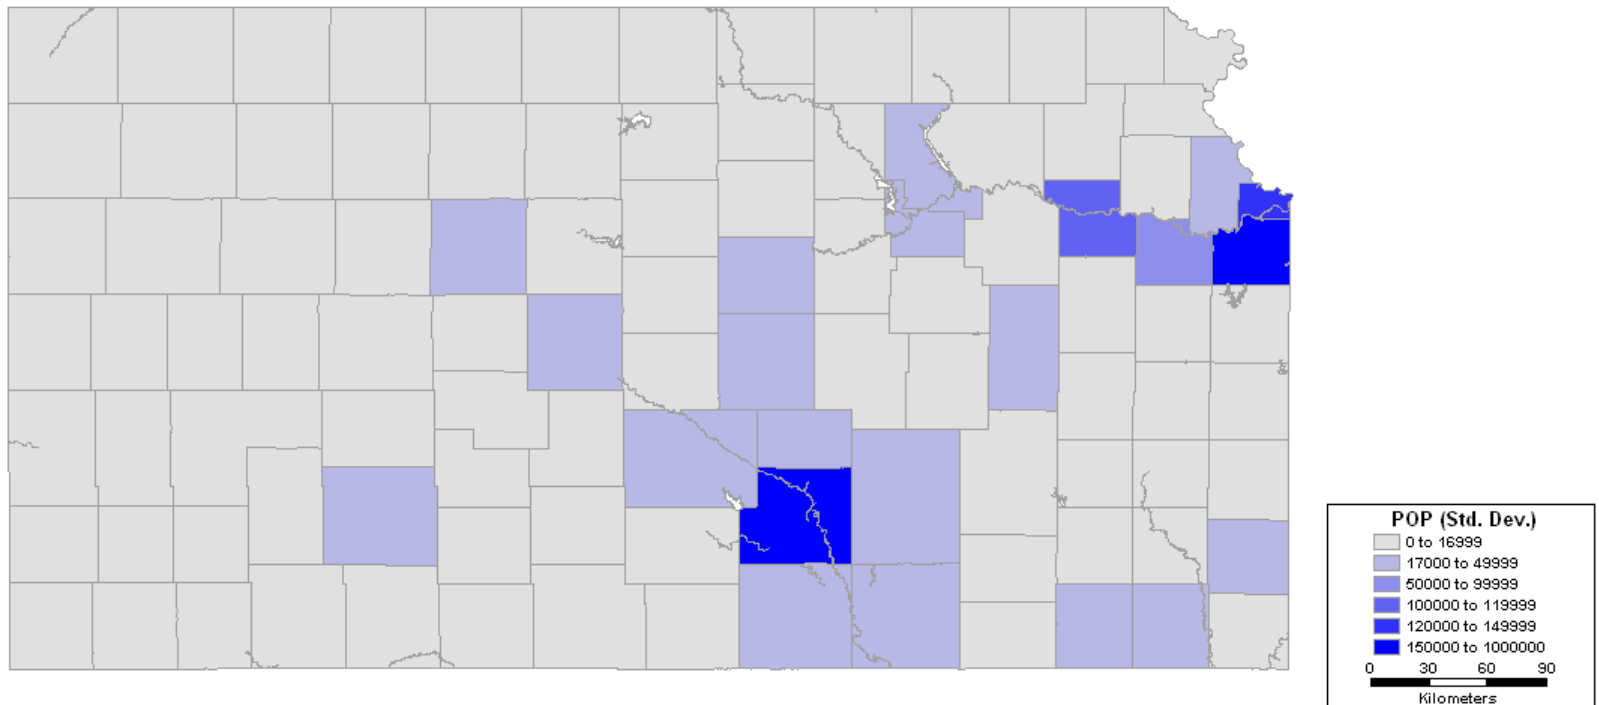 POP (Std. Dev.)
0 to 16999
17000 to 49999
50000 to 99999
100000 to 119999
120000 to 149999
150000 to 1000000
0 30 60 90
Kilometers